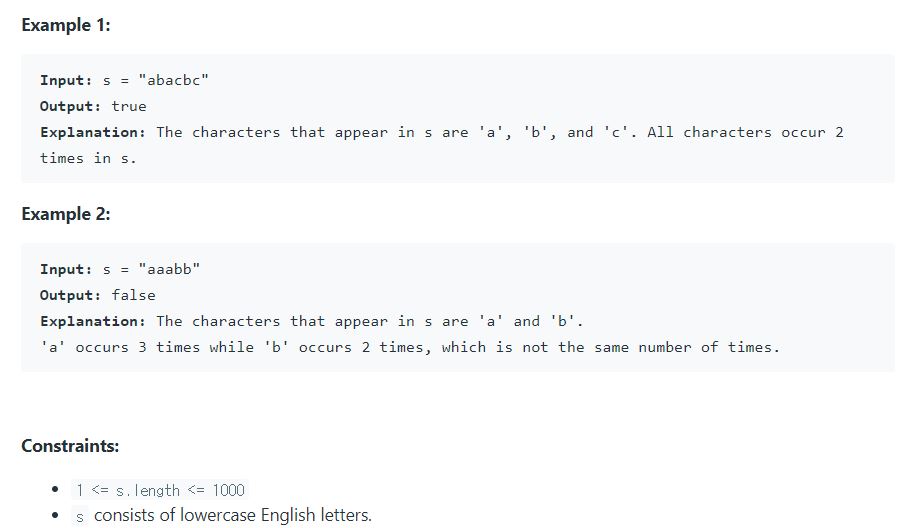 Example 1:
Input: s = "abacbc"
Output: true
Explanation: The characters that appear in s are 'a', 'b', and 'c'. All characters occur 2
times in s.
Example 2:
Input: s = "aaabb"
Output: false
Explanation: The characters that appear in s are 'a' and 'b'.
'a' occurs 3 times while 'b' occurs 2 times, which is not the same number of times.
Constraints:
• 1 <= s.length <= 1000
• s consists of lowercase English letters.